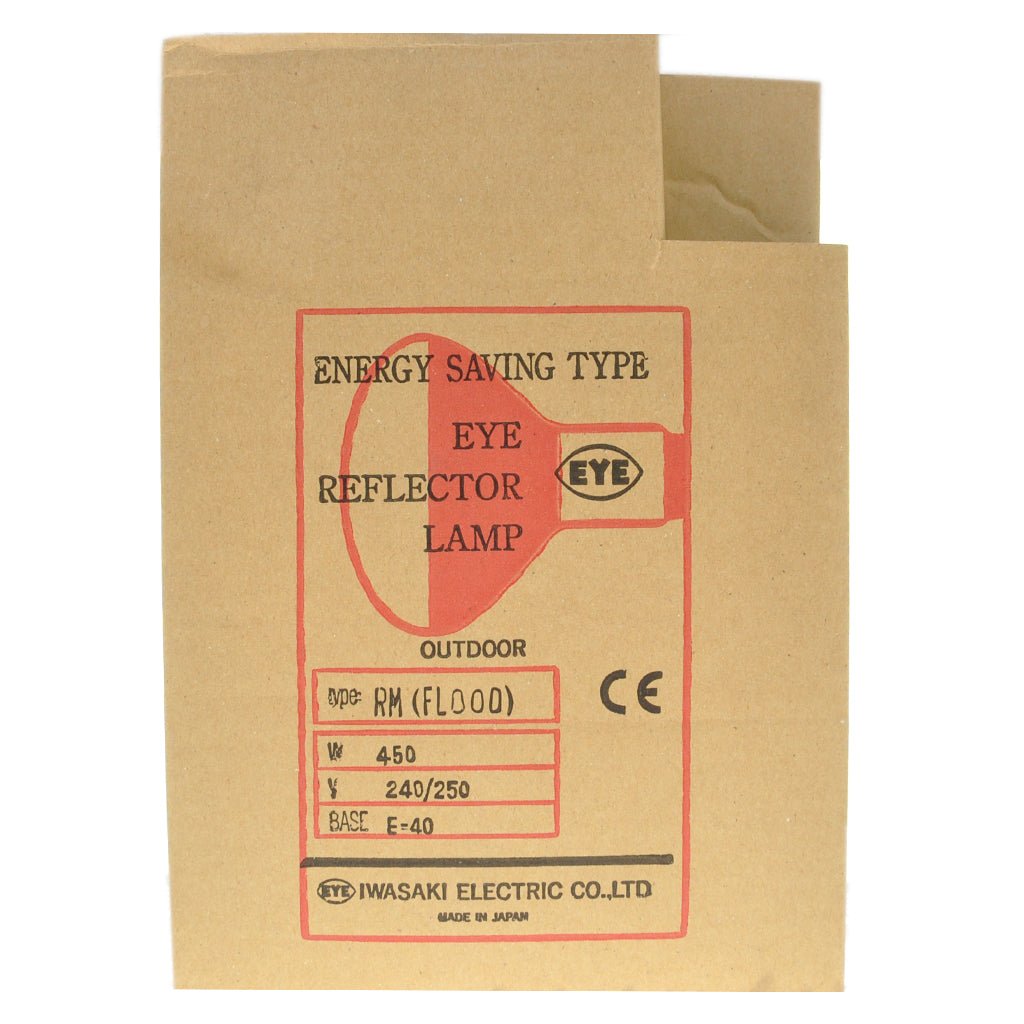 ENERGY SAVING TYPE
EYE
REFLECTOR
LAMP
EYE
OUTDOOR
type: RM (FLOOD)
CE
W 450
V 240/250
BASE E=40
EYE IWASAKI ELECTRIC CO.,LTD
MADE IN JAPAN